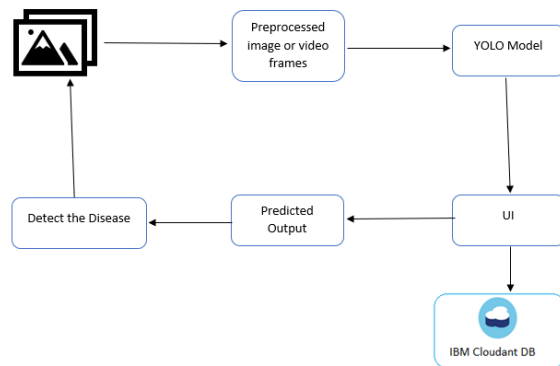 Preprocessed
image or video
frames
YOLO Model
Detect the Disease
Predicted
Output
UI
IBM Cloudant DB